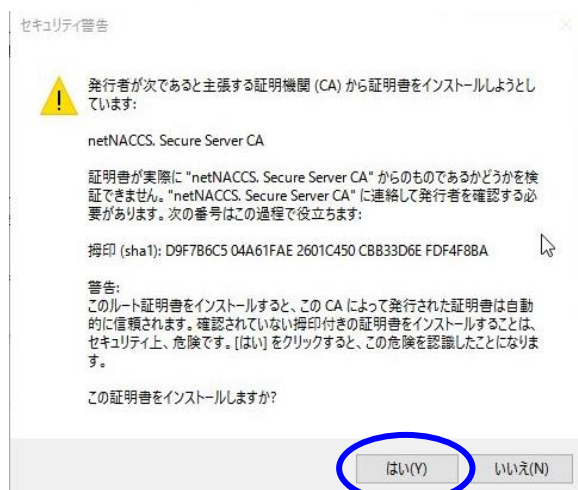 セキュリティ警告
発行者が次であると主張する証明機関 (CA) から証明書をインストールしようとし
ています:
netNACCS. Secure Server CA
証明書が実際に "netNACCS. Secure Server CA" からのものであるかどうかを検
証できません。"netNACCS. Secure Server CA" に連絡して発行者を確認する必
要があります。次の番号はこの過程で役立ちます:
拇印 (sha1): D9F7B6C5 04A61FAE 2601C450 CBB33D6E FDF4F8BA
警告:
このルート証明書をインストールすると、この CA によって発行された証明書は自動
的に信頼されます。確認されていない拇印付きの証明書をインストールすることは、
セキュリティ上、危険です。[はい] をクリックすると、この危険を認識したことになりま
す。
この証明書をインストールしますか?
はい(Y)
いいえ(N)